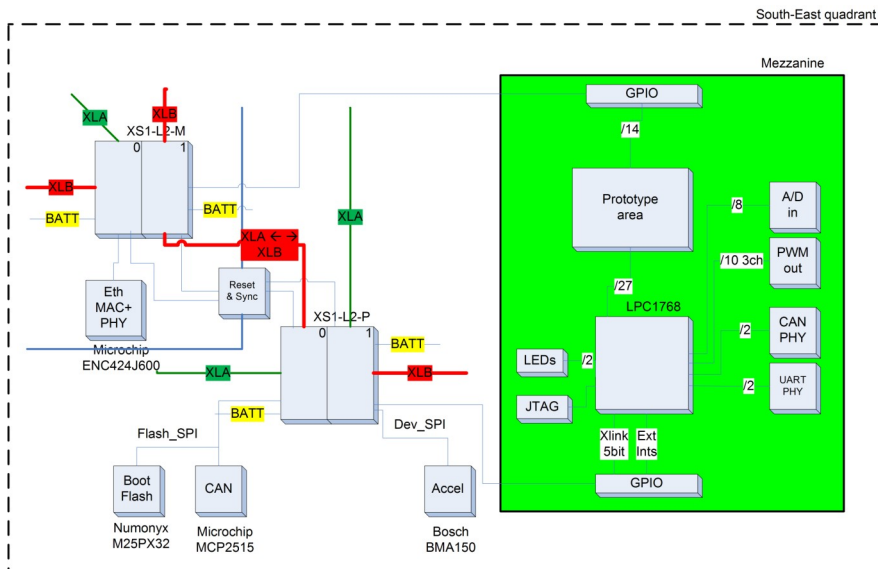 South-East quadrant
Mezzanine
GPIO
XLA
XLB
XS1-L2-M
0
1
/14
XLB
BATT
BATT
XLA
Prototype
area
/8
A/D
in
XLA ← →
XLB
/10 3ch
PWM
out
Eth
MAC+
PHY
Reset
& Sync
/27
LPC1768
Microchip
ENC424J600
XS1-L2-P
0
1
BATT
/2
CAN
PHY
LEDs
/2
XLA
XLB
/2
UART
PHY
JTAG
BATT
Flash_SPI
Dev_SPI
Xlink
5bit
Ext
Ints
GPIO
Boot
Flash
CAN
Accel
Numonyx
M25PX32
Microchip
MCP2515
Bosch
BMA150